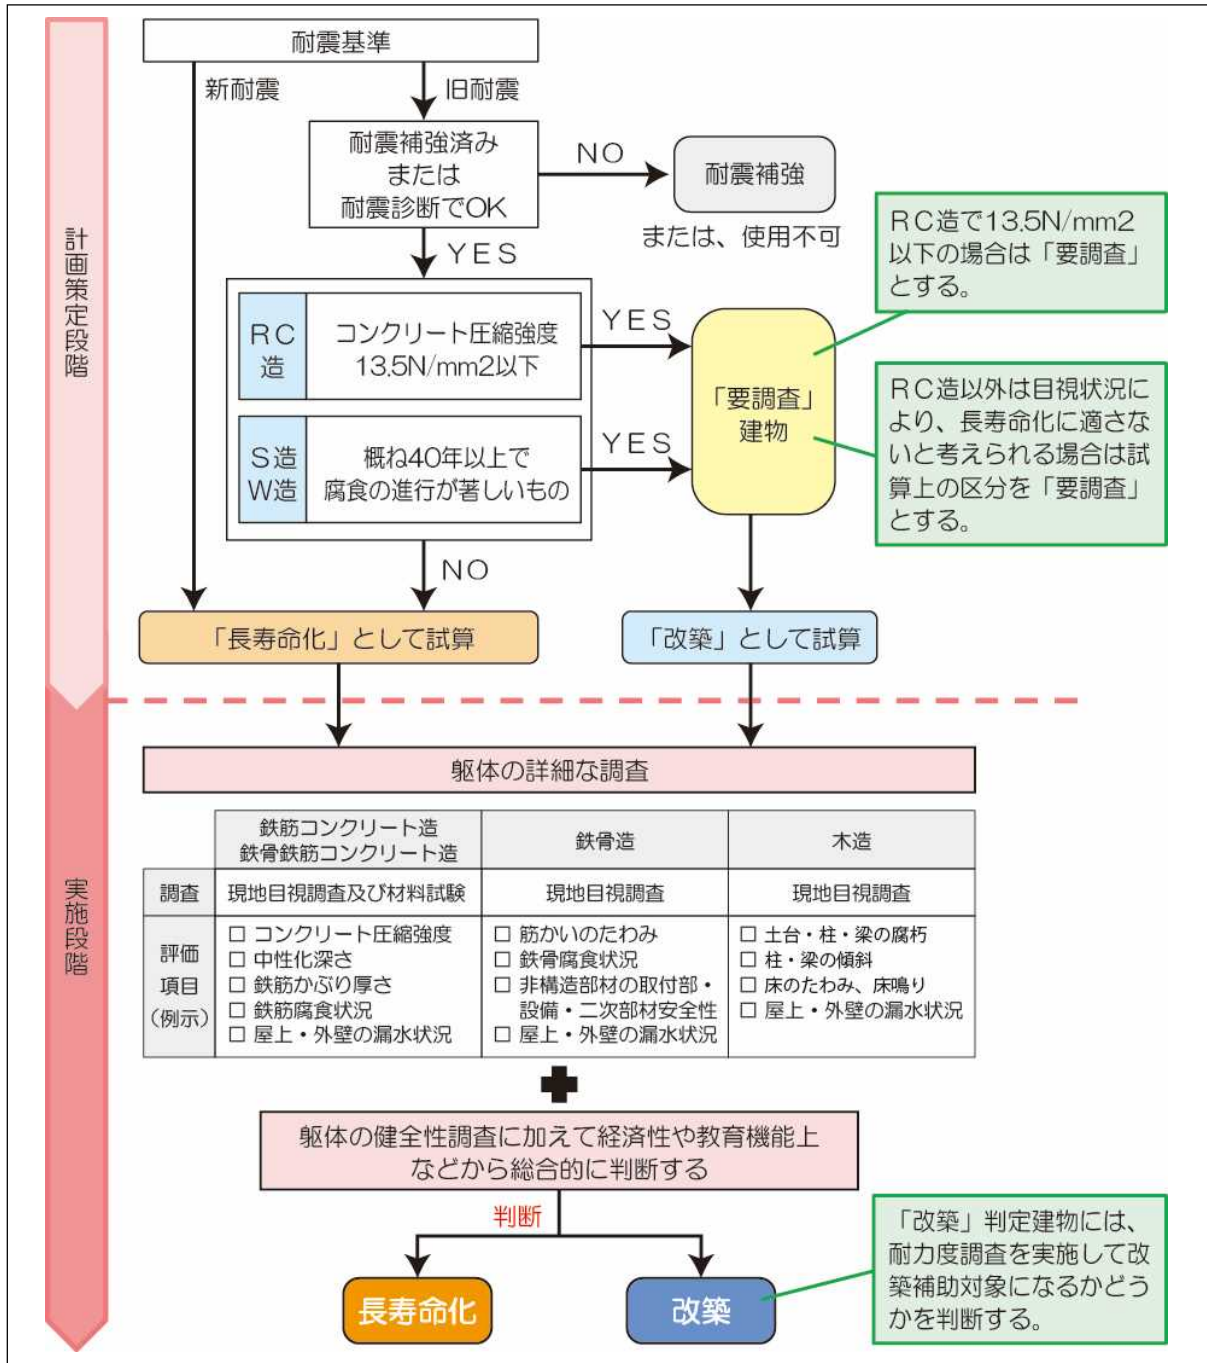 耐震基準
新耐震
旧耐震
耐震補強済み
または
耐震診断でOK
NO
耐震補強
または、使用不可
YES
ＲＣ造で13.5N/mm2
以下の場合は「要調査」
とする。
計画策定段階
ＲＣ
造
コンクリート圧縮強度
13.5N/mm2以下
YES
「要調査」
建物
ＲＣ造以外は目視状況に
より、長寿命化に適さな
いと考えられる場合は試
算上の区分を「要調査」
とする。
Ｓ造
Ｗ造
概ね40年以上で
腐食の進行が著しいもの
YES
NO
「長寿命化」として試算
「改築」として試算
実施段階
躯体の詳細な調査
鉄筋コンクリート造
鉄骨鉄筋コンクリート造
鉄骨造
木造
調査
現地目視調査及び材料試験
現地目視調査
現地目視調査
評価
項目
（例示）
□ コンクリート圧縮強度
□ 中性化深さ
□ 鉄筋かぶり厚さ
□ 鉄筋腐食状況
□ 屋上・外壁の漏水状況
□ 筋かいのたわみ
□ 鉄骨腐食状況
□ 非構造部材の取付部・
設備・二次部材安全性
□ 屋上・外壁の漏水状況
□ 土台・柱・梁の腐朽
□ 柱・梁の傾斜
□ 床のたわみ、床鳴り
□ 屋上・外壁の漏水状況
躯体の健全性調査に加えて経済性や教育機能上
などから総合的に判断する
判断
長寿命化
改築
「改築」判定建物には、
耐力度調査を実施して改
築補助対象になるかどう
かを判断する。